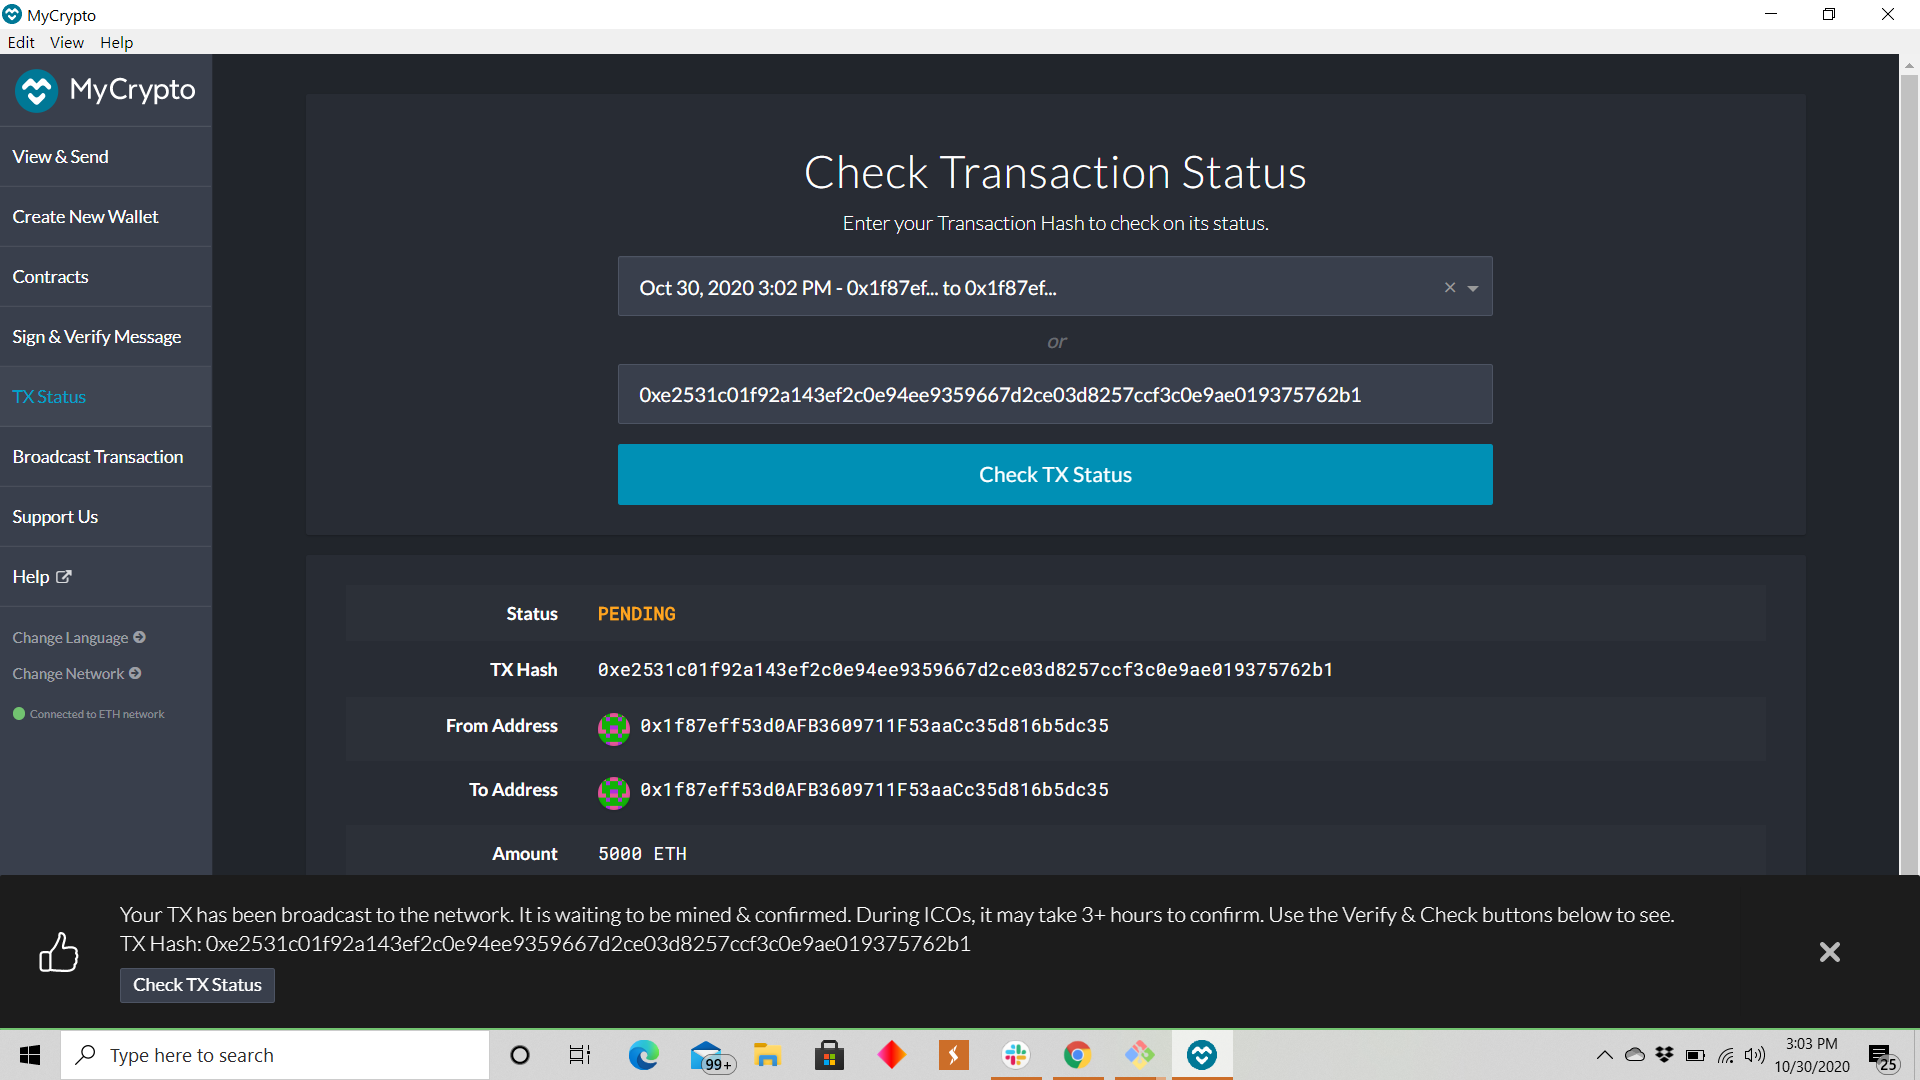 MyCrypto
Edit View Help
MyCrypto
View & Send
Create New Wallet
Contracts
Sign & Verify Message
TX Status
Broadcast Transaction
Support Us
Help
Change Language
Change Network
Connected to ETH network
Check Transaction Status
Enter your Transaction Hash to check on its status.
Oct 30, 2020 3:02 PM - 0x1f87ef... to 0x1f87ef...
or
0xe2531c01f92a143ef2c0e94ee9359667d2ce03d8257ccf3c0e9ae019375762b1
Check TX Status
Status PENDING
TX Hash 0xe2531c01f92a143ef2c0e94ee9359667d2ce03d8257ccf3c0e9ae019375762b1
From Address 0x1f87eff53d0AFB3609711F53aaCc35d816b5dc35
To Address 0x1f87eff53d0AFB3609711F53aaCc35d816b5dc35
Amount 5000 ETH
Your TX has been broadcast to the network. It is waiting to be mined & confirmed. During ICOs, it may take 3+ hours to confirm. Use the Verify & Check buttons below to see.
TX Hash: 0xe2531c01f92a143ef2c0e94ee9359667d2ce03d8257ccf3c0e9ae019375762b1
Check TX Status
Type here to search
99+
3:03 PM
10/30/2020
25